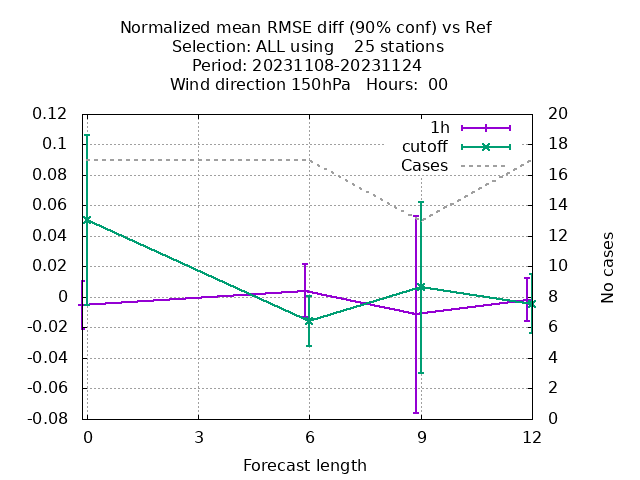 Normalized mean RMSE diff (90% conf) vs Ref
Selection: ALL using    25 stations
Period: 20231108-20231124
Wind direction 150hPa   Hours:  00
0.12
0.1
0.08
0.06
0.04
0.02
0
-0.02
-0.04
-0.06
-0.08
20
18
16
14
12
10
8
6
4
2
0
1h
cutoff
Cases
No cases
0 3 6 9 12
Forecast length